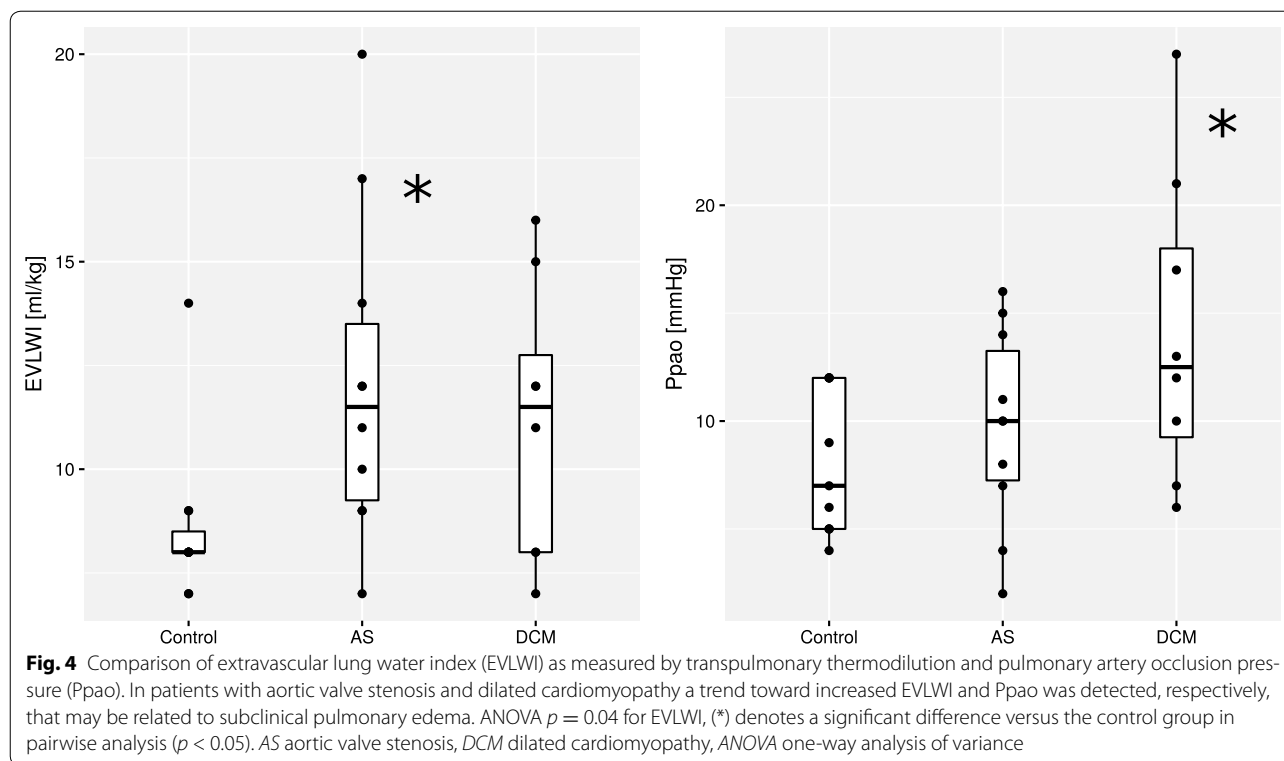 20
15
10
EVLWI [ml/kg]
*
Control AS DCM
20
10
Ppao [mmHg]
*
Control AS DCM
Fig. 4 Comparison of extravascular lung water index (EVLWI) as measured by transpulmonary thermodilution and pulmonary artery occlusion pres-
sure (Ppao). In patients with aortic valve stenosis and dilated cardiomyopathy a trend toward increased EVLWI and Ppao was detected, respectively,
that may be related to subclinical pulmonary edema. ANOVA p = 0.04 for EVLWI, (*) denotes a significant difference versus the control group in
pairwise analysis (p < 0.05). AS aortic valve stenosis, DCM dilated cardiomyopathy, ANOVA one-way analysis of variance